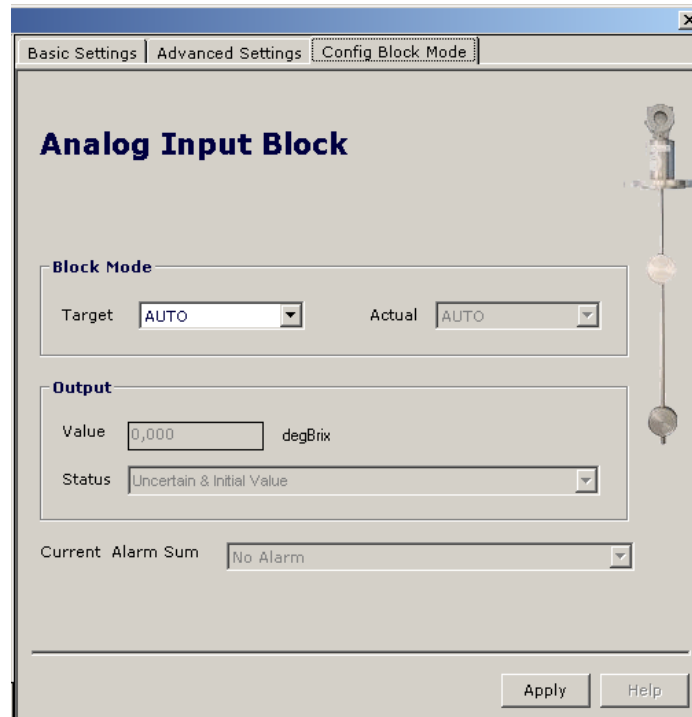 Basic Settings Advanced Settings Config Block Mode
Analog Input Block
Block Mode
Target AUTO Actual AUTO
Output
Value 0,000 degBrix
Status Uncertain & Initial Value
Current Alarm Sum No Alarm
Apply Help